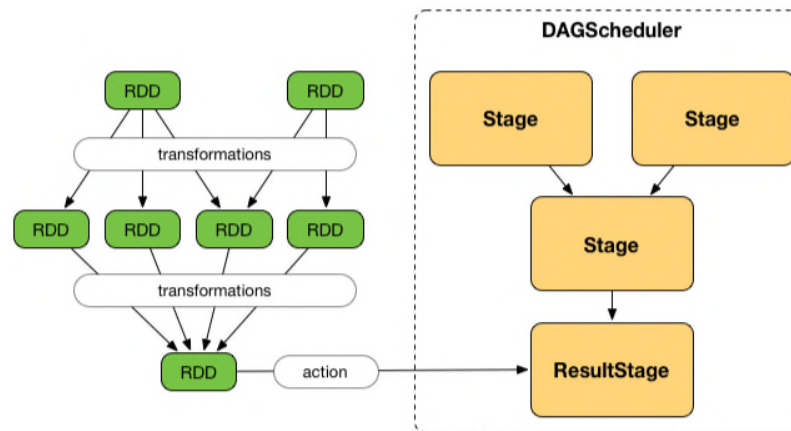 DAGScheduler
RDD
RDD
transformations
RDD
RDD
RDD
RDD
transformations
RDD
action
Stage
Stage
Stage
ResultStage